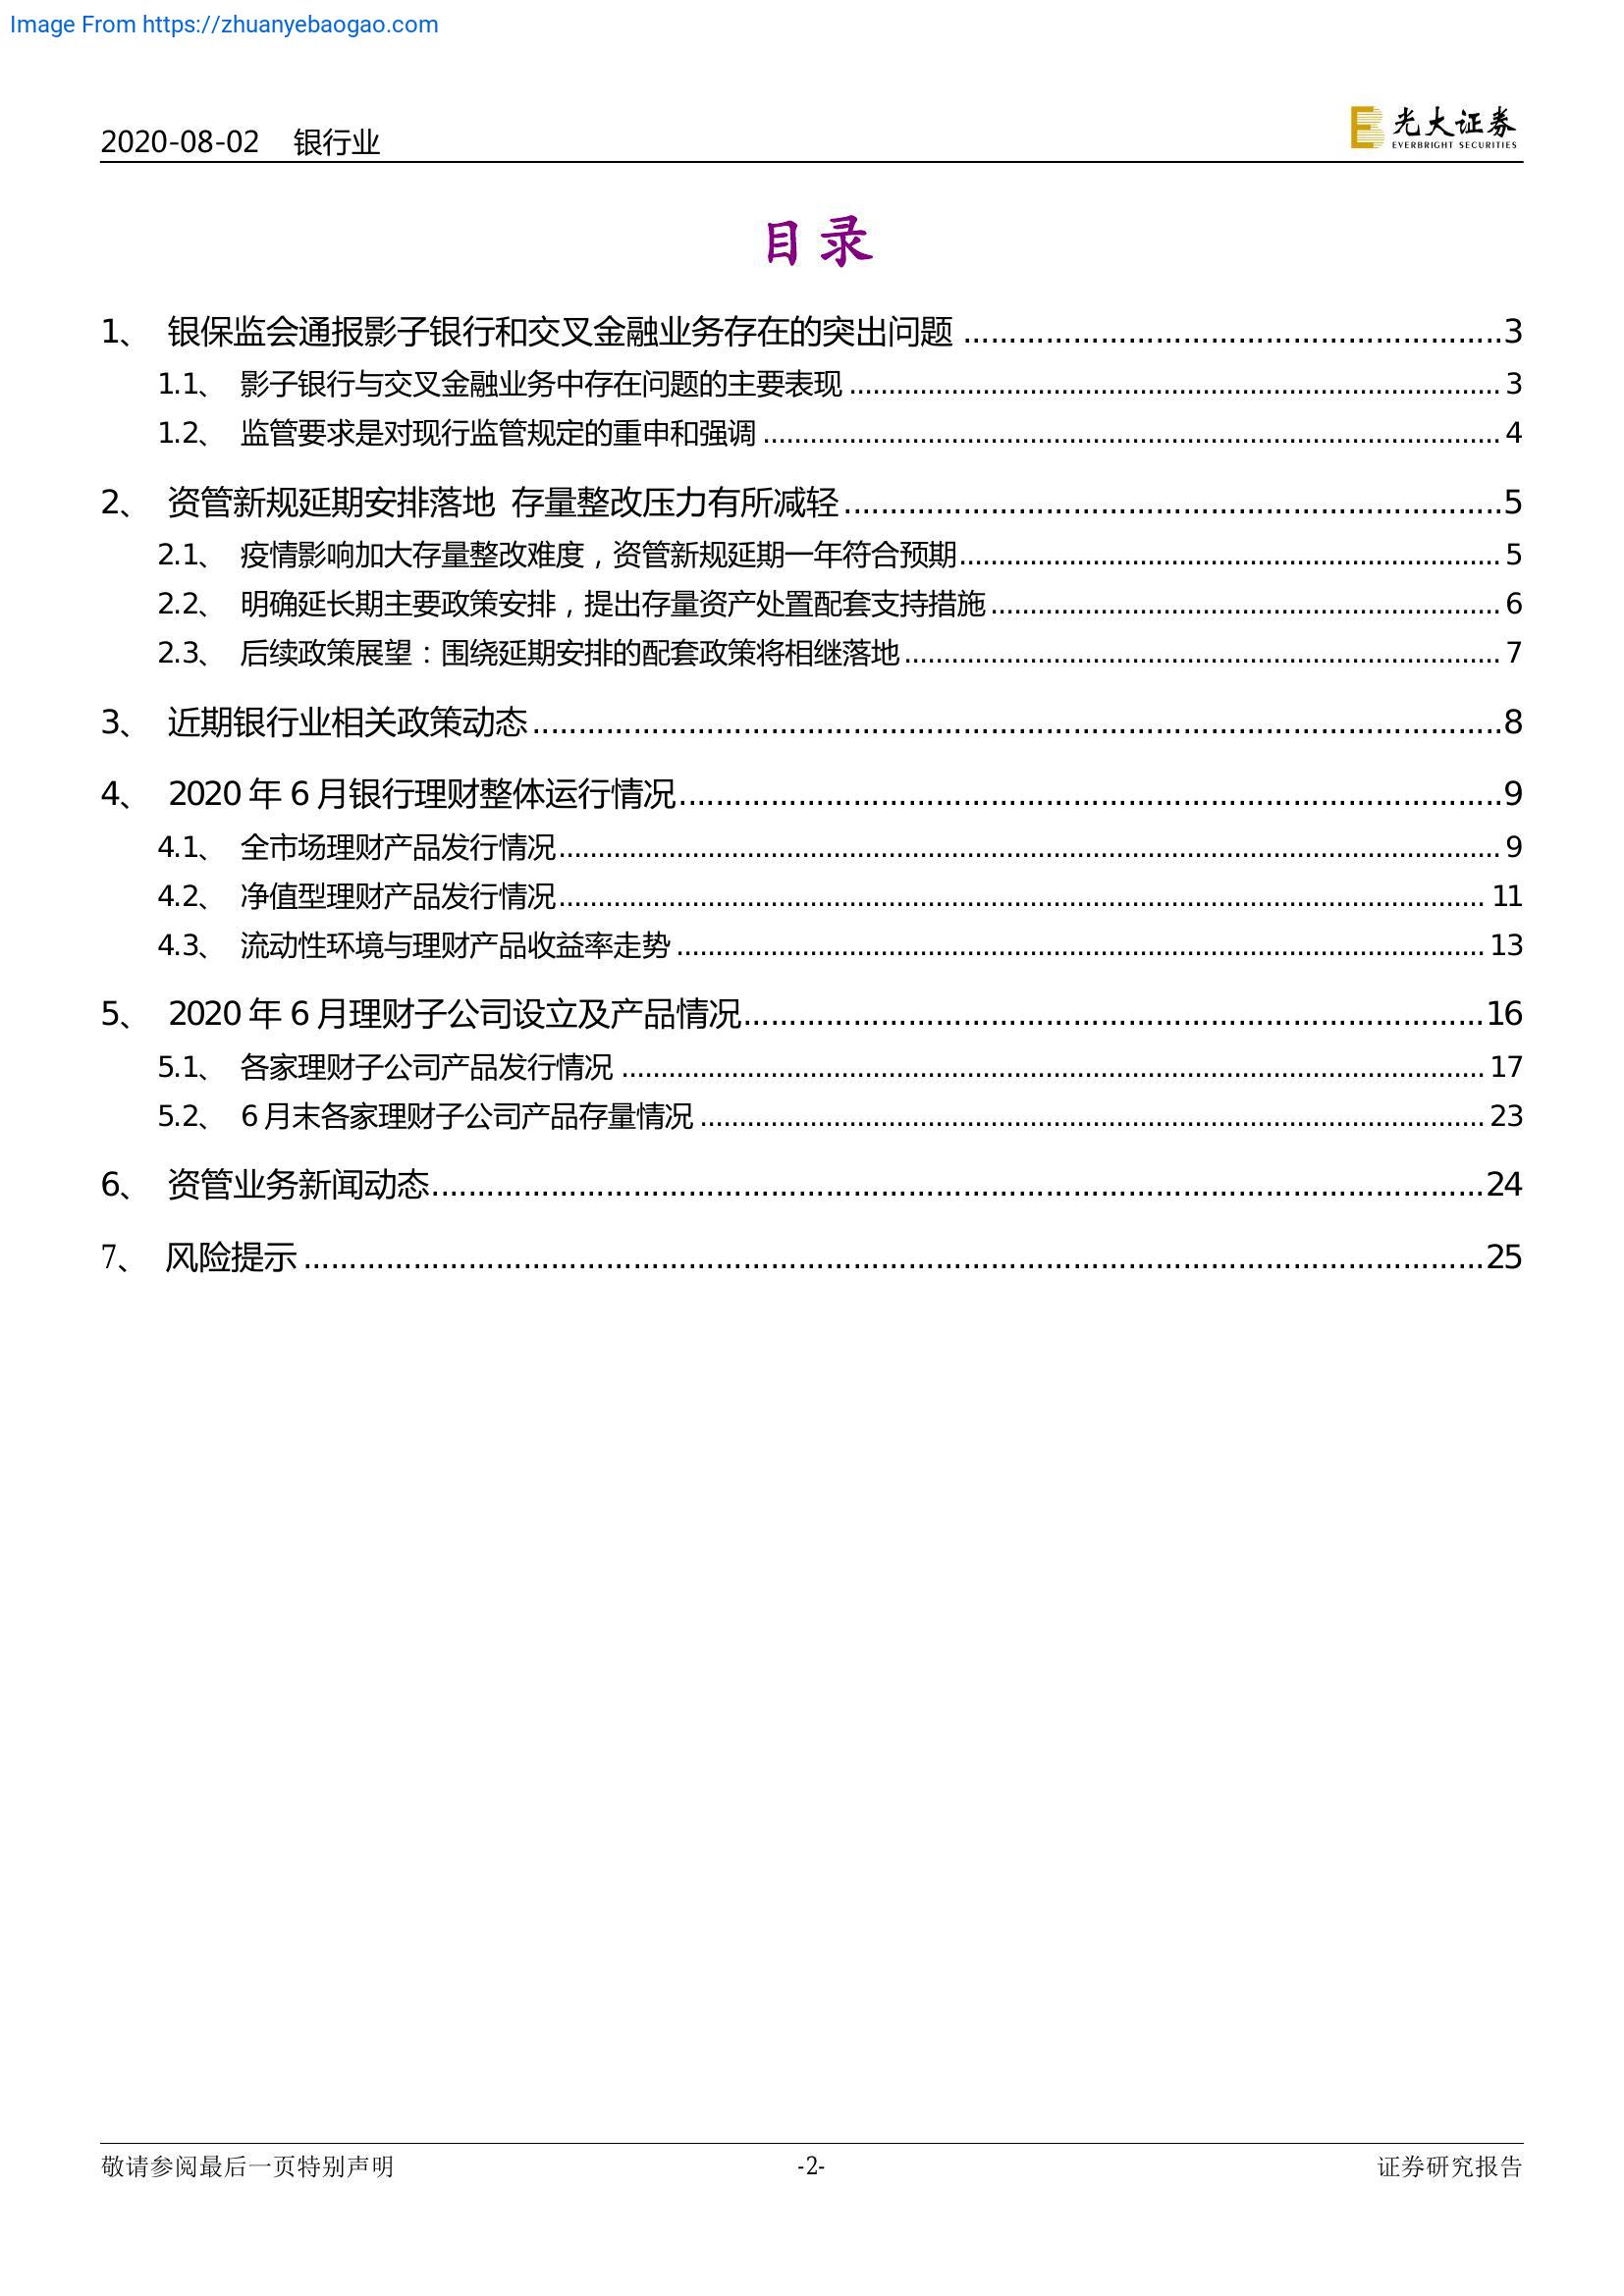 Image From https://zhuanyebaogao.com
2020-08-02 银行业
光大证券
EVERBRIGHT SECURITIES
目录
1、 银保监会通报影子银行和交叉金融业务存在的突出问题 ........ 3
1.1、 影子银行与交叉金融业务中存在问题的主要表现 ........ 3
1.2、 监管要求是对现行监管规定的重申和强调 ........ 4
2、 资管新规延期安排落地 存量整改压力有所减轻 ........ 5
2.1、 疫情影响加大存量整改难度，资管新规延期一年符合预期 ........ 5
2.2、 明确延长期主要政策安排，提出存量资产处置配套支持措施 ........ 6
2.3、 后续政策展望：围绕延期安排的配套政策将相继落地 ........ 7
3、 近期银行业相关政策动态 ........ 8
4、 2020 年 6 月银行理财整体运行情况 ........ 9
4.1、 全市场理财产品发行情况 ........ 9
4.2、 净值型理财产品发行情况 ........ 11
4.3、 流动性环境与理财产品收益率走势 ........ 13
5、 2020 年 6 月理财子公司设立及产品情况 ........ 16
5.1、 各家理财子公司产品发行情况 ........ 17
5.2、 6 月末各家理财子公司产品存量情况 ........ 23
6、 资管业务新闻动态 ........ 24
7、 风险提示 ........ 25
敬请参阅最后一页特别声明 -2- 证券研究报告